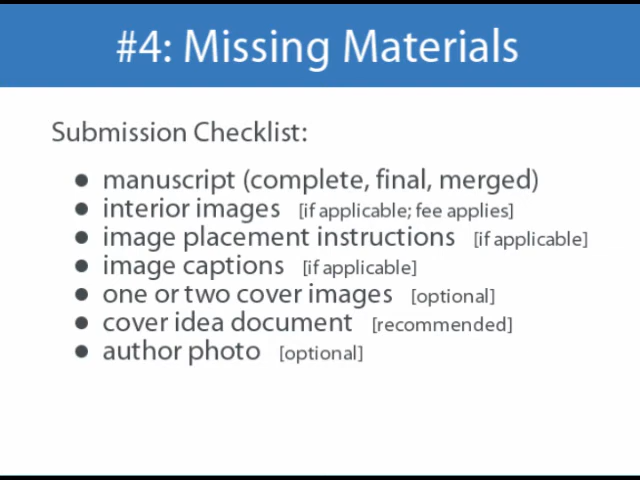 #4: Missing Materials
Submission Checklist:
● manuscript (complete, final, merged)
● interior images [if applicable; fee applies]
● image placement instructions [if applicable]
● image captions [if applicable]
● one or two cover images [optional]
● cover idea document [recommended]
● author photo [optional]